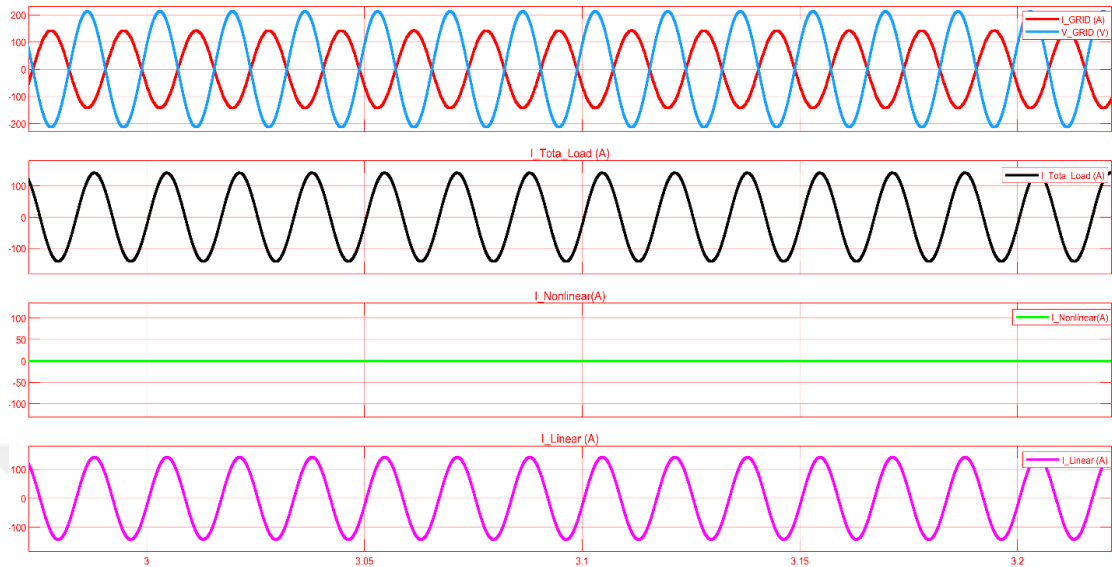 200
100
0
-100
-200
I_GRID (A)
V_GRID (V)
I_Tota_Load (A)
100
0
-100
I_Tota_Load (A)
I_Nonlinear(A)
100
50
0
-50
-100
I_Nonlinear(A)
I_Linear (A)
100
0
-100
I_Linear (A)
3
3.05
3.1
3.15
3.2